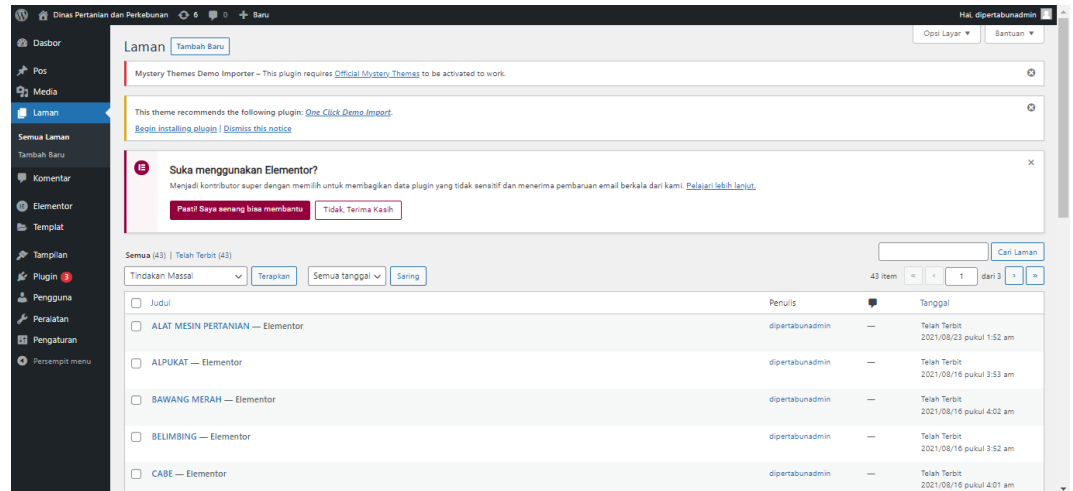 Dinas Pertanian dan Perkebunan 6 0 + Baru Hai, dipertabunadmin
Dasbor
Pos
Media
Laman
Semua Laman
Tambah Baru
Komentar
Elementor
Templat
Tampilan
Plugin 3
Pengguna
Peralatan
Pengaturan
Persempit menu
Opsi Layar ▼ Bantuan ▼
Laman Tambah Baru
Mystery Themes Demo Importer – This plugin requires Official Mystery Themes to be activated to work.
This theme recommends the following plugin: One Click Demo Import.
Begin installing plugin | Dismiss this notice
Suka menggunakan Elementor?
Menjadi kontributor super dengan memilih untuk membagikan data plugin yang tidak sensitif dan menerima pembaruan email berkala dari kami. Pelajari lebih lanjut.
Pasti! Saya senang bisa membantu Tidak, Terima Kasih
Semua (43) | Telah Terbit (43) Cari Laman
Tindakan Massal Terapkan Semua tanggal Saring 43 item « ‹ 1 dari 3 › »
Judul Penulis Tanggal
ALAT MESIN PERTANIAN — Elementor dipertabunadmin — Telah Terbit
2021/08/23 pukul 1:52 am
ALPUKAT — Elementor dipertabunadmin — Telah Terbit
2021/08/16 pukul 3:53 am
BAWANG MERAH — Elementor dipertabunadmin — Telah Terbit
2021/08/16 pukul 4:02 am
BELIMBING — Elementor dipertabunadmin — Telah Terbit
2021/08/16 pukul 3:52 am
CABE — Elementor dipertabunadmin — Telah Terbit
2021/08/16 pukul 4:01 am